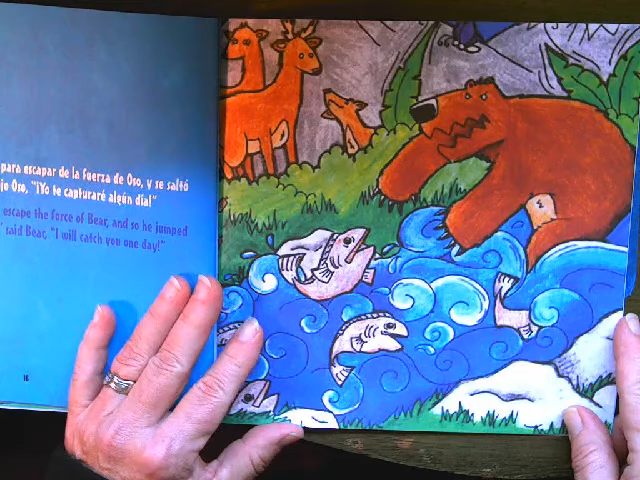 para escapar de la fuerza de Oso, y se saltó
jo Oso, "¡Yo te capturaré algún día!"
escape the force of Bear, and so he jumped
" said Bear, "I will catch you one day!"
16